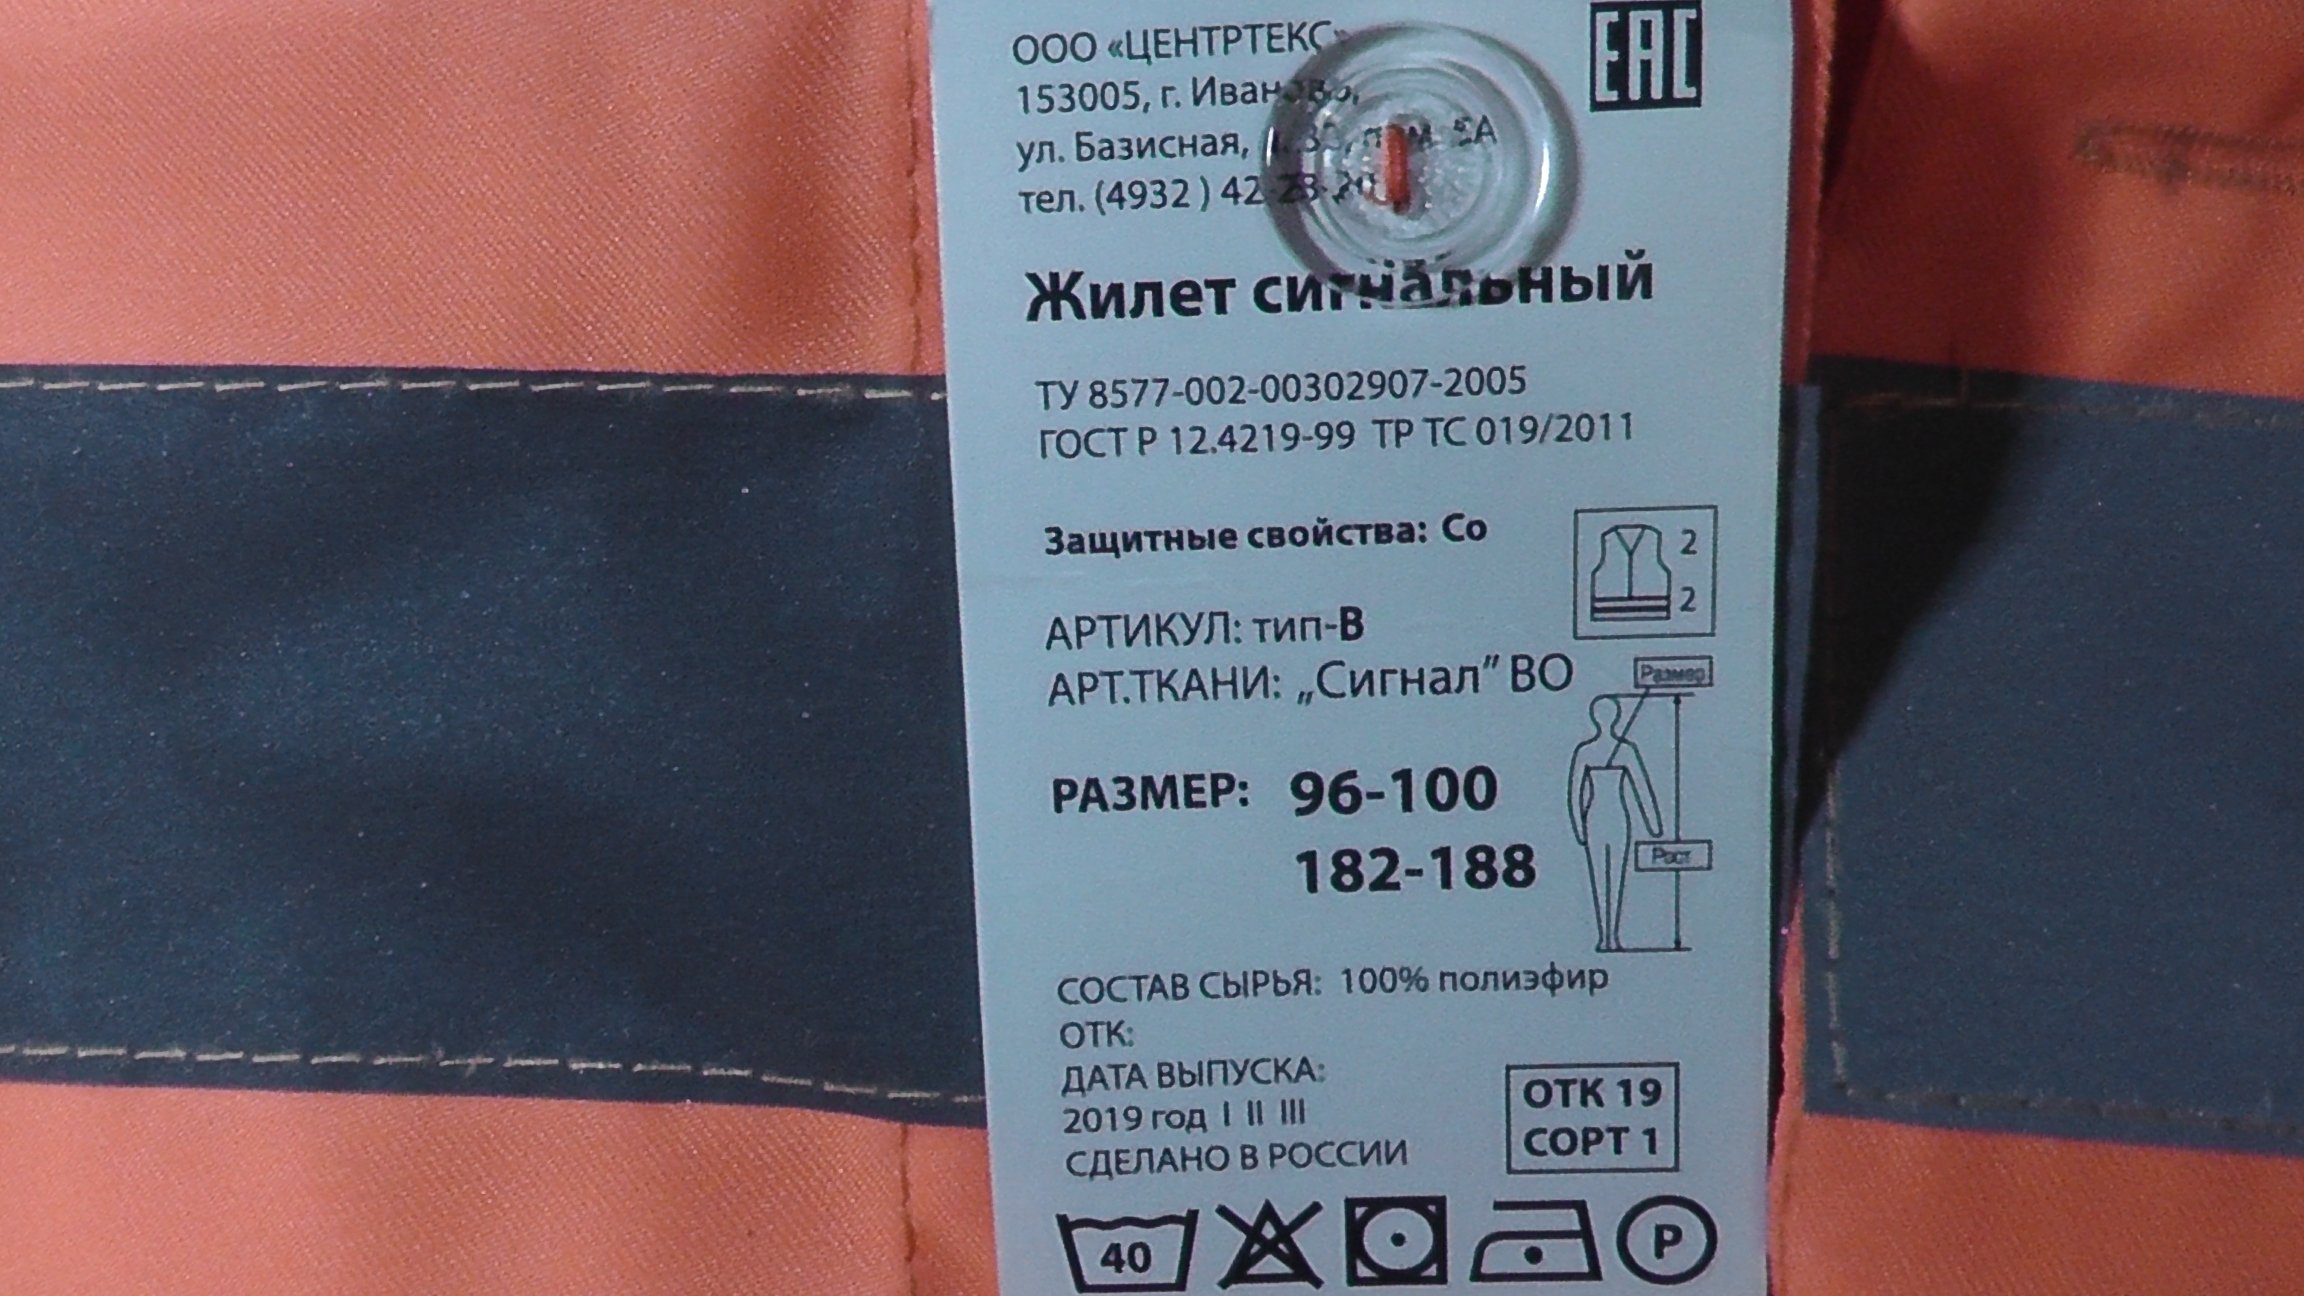 ООО «ЦЕНТРТЕКС»
EAC
153005, г. Иваново,
ул. Базисная,
тел. (4932 ) 42-23-20
Жилет сигнальный
ТУ 8577-002-00302907-2005
ГОСТ Р 12.4219-99 ТР ТС 019/2011
Защитные свойства: Со
2
2
АРТИКУЛ: тип-В
АРТ.ТКАНИ: „Сигнал” ВО
Размер
РАЗМЕР: 96-100
182-188
Рост
СОСТАВ СЫРЬЯ: 100% полиэфир
ОТК:
ДАТА ВЫПУСКА:
2019 год I II III
СДЕЛАНО В РОССИИ
ОТК 19
СОРТ 1
40
P